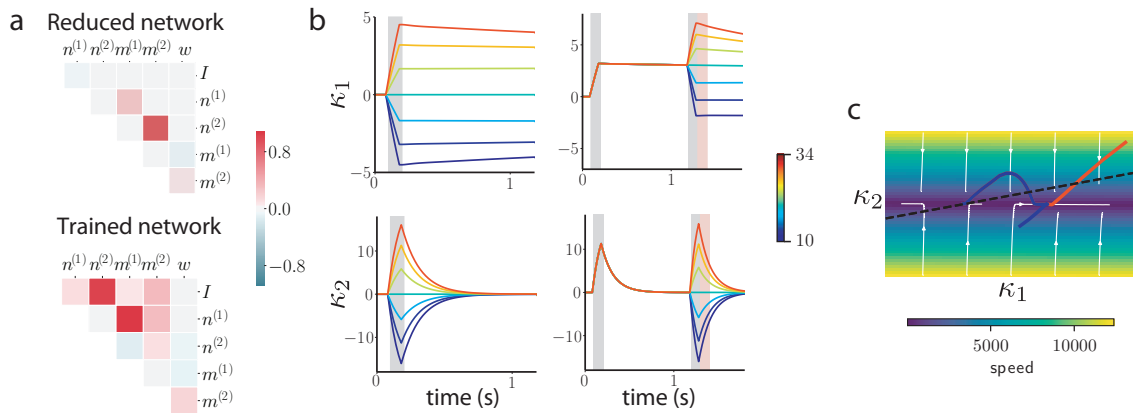 a
Reduced network
n(1) n(2) m(1) m(2) w
I
n(1)
n(2)
m(1)
m(2)
0.8
0.0
−0.8
Trained network
n(1) n(2) m(1) m(2) w
I
n(1)
n(2)
m(1)
m(2)
b
κ1
5
0
−5
0 1
5
0
−5
0 1
κ2
10
0
−10
0 1
time (s)
10
0
−10
0 1
time (s)
34
10
c
κ2
κ1
5000 10000
speed